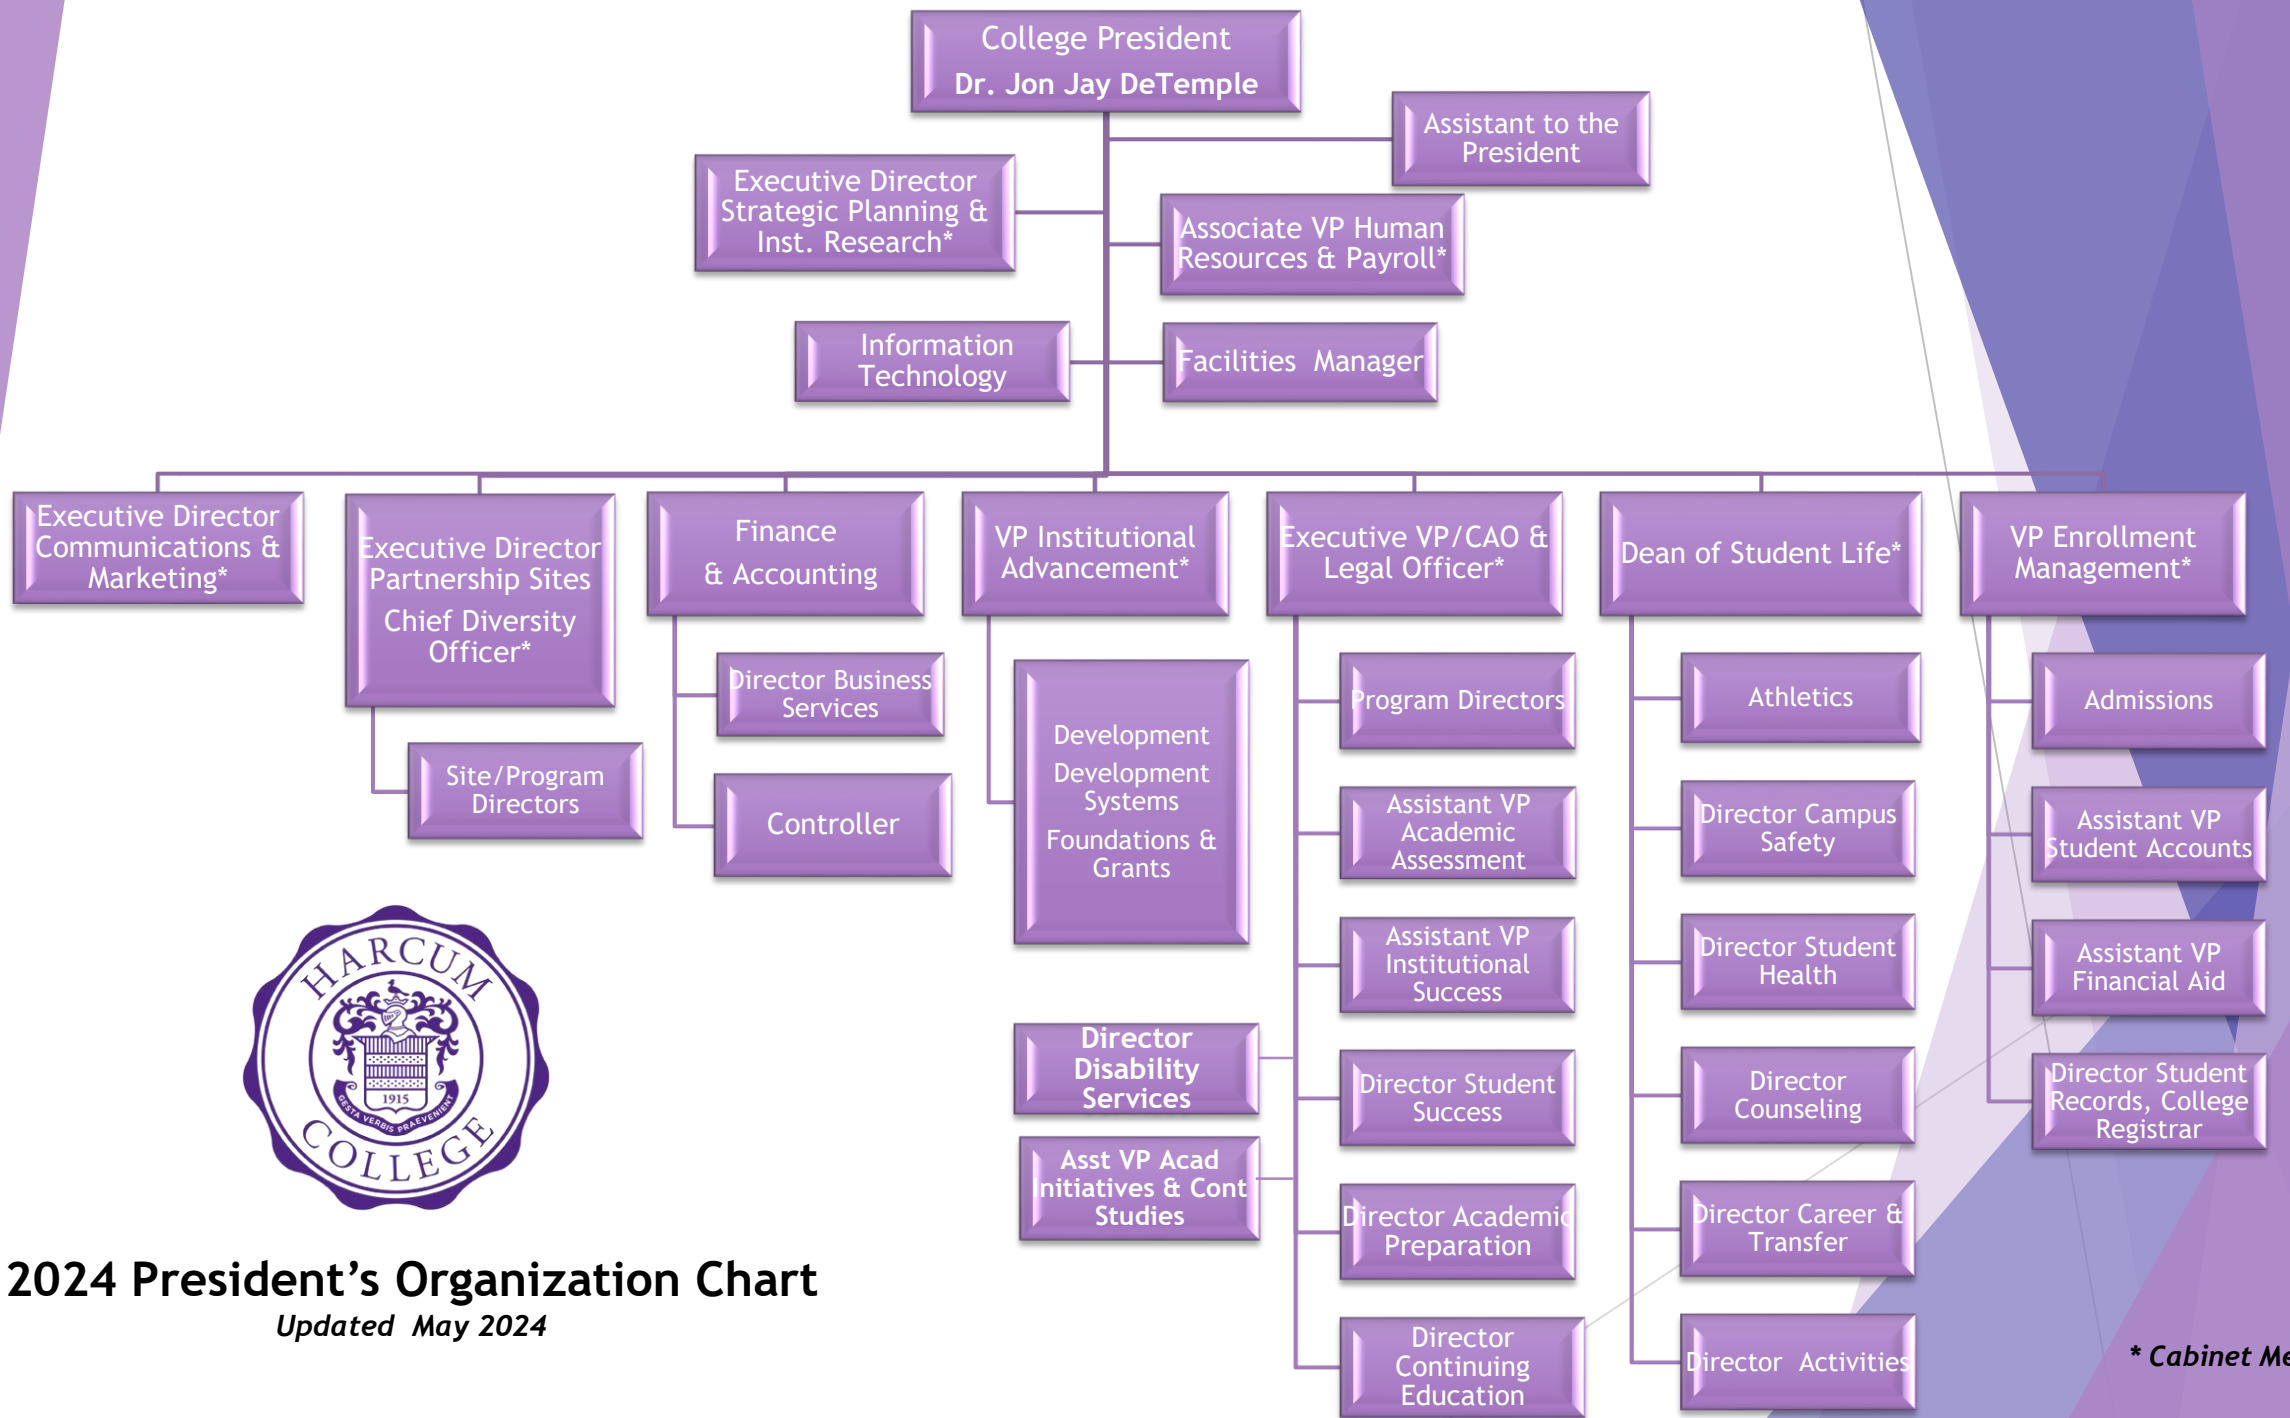 College President
Dr. Jon Jay DeTemple
Assistant to the
President
Executive Director
Strategic Planning &
Inst. Research*
Associate VP Human
Resources & Payroll*
Information
Technology
Facilities Manager
Executive Director
Communications &
Marketing*
Executive Director
Partnership Sites
Chief Diversity
Officer*
Site/Program
Directors
Finance
& Accounting
Director Business
Services
Controller
VP Institutional
Advancement*
Development
Development
Systems
Foundations &
Grants
Executive VP/CAO &
Legal Officer*
Program Directors
Assistant VP
Academic
Assessment
Assistant VP
Institutional
Success
Director
Disability
Services
Director Student
Success
Asst VP Acad
Initiatives & Cont
Studies
Director Academic
Preparation
Director
Continuing
Education
Dean of Student Life*
Athletics
Director Campus
Safety
Director Student
Health
Director
Counseling
Director Career &
Transfer
Director Activities
VP Enrollment
Management*
Admissions
Assistant VP
Student Accounts
Assistant VP
Financial Aid
Director Student
Records, College
Registrar
HARCUM
1915
GESTA VERBIS PRAEVENIENT
COLLEGE
2024 President’s Organization Chart
Updated May 2024
* Cabinet Me